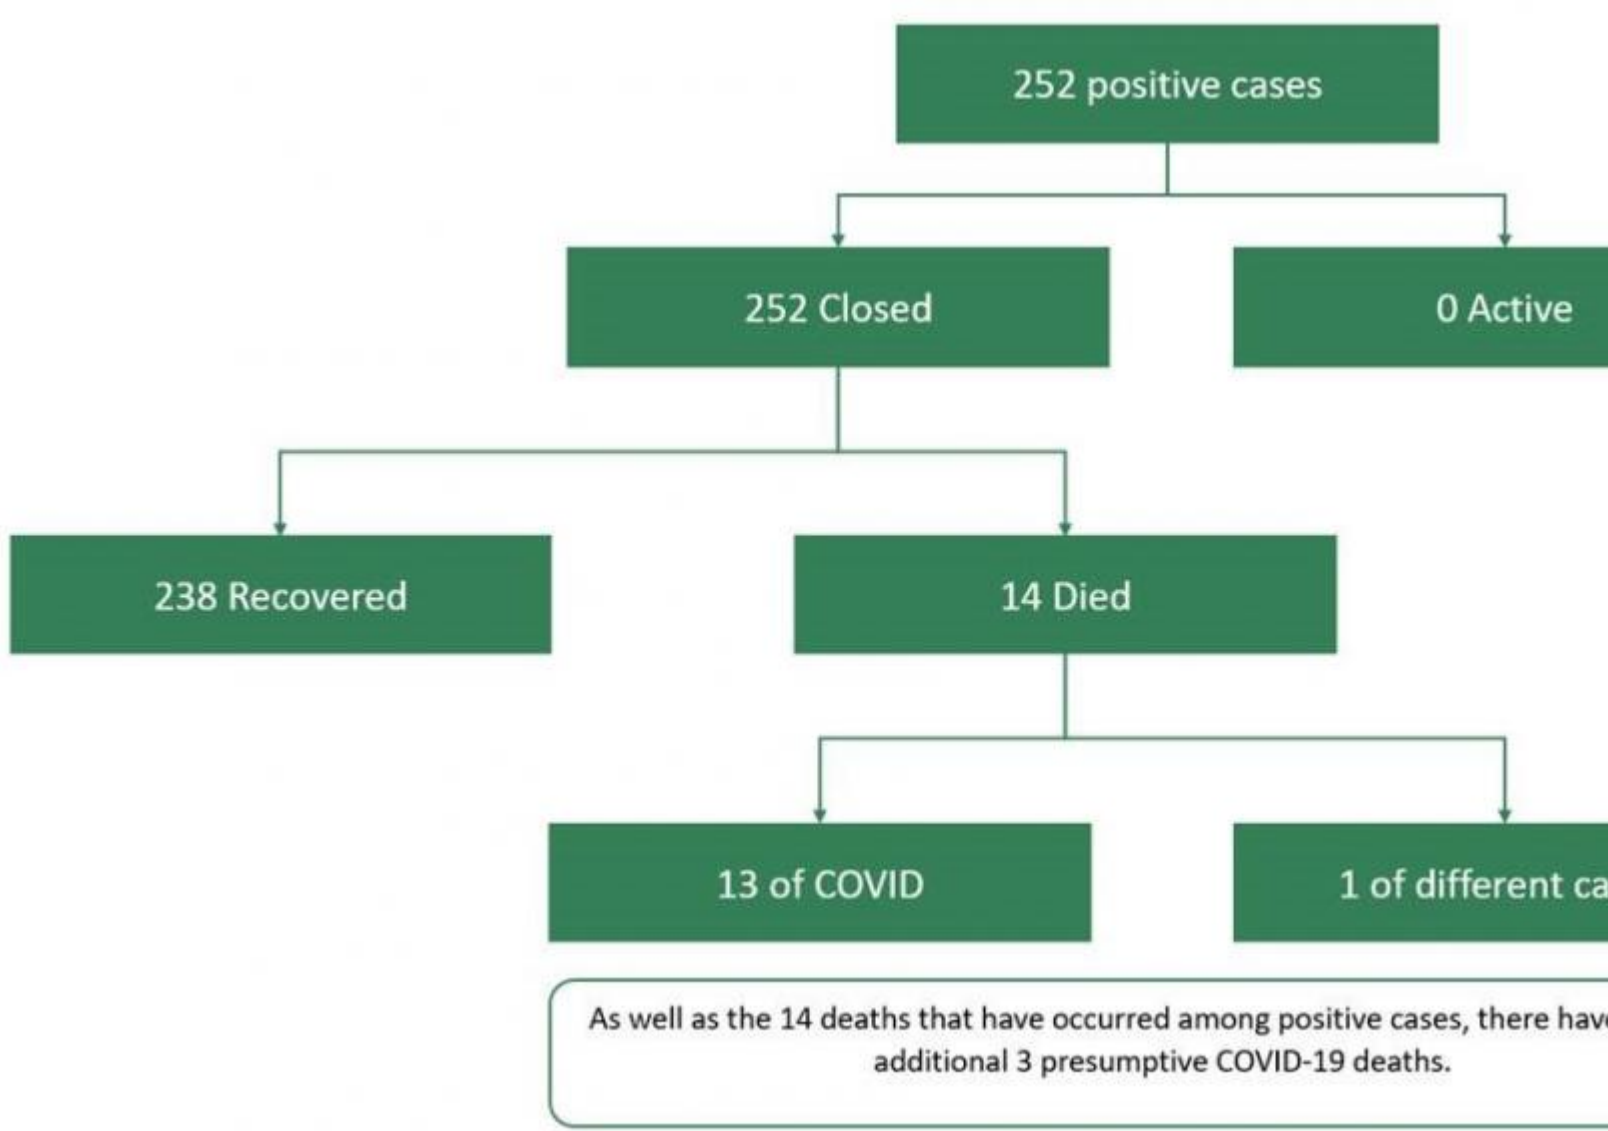 252 positive cases
252 Closed
0 Active
238 Recovered
14 Died
13 of COVID
1 of different
As well as the 14 deaths that have occurred among positive cases, there have
additional 3 presumptive COVID-19 deaths.